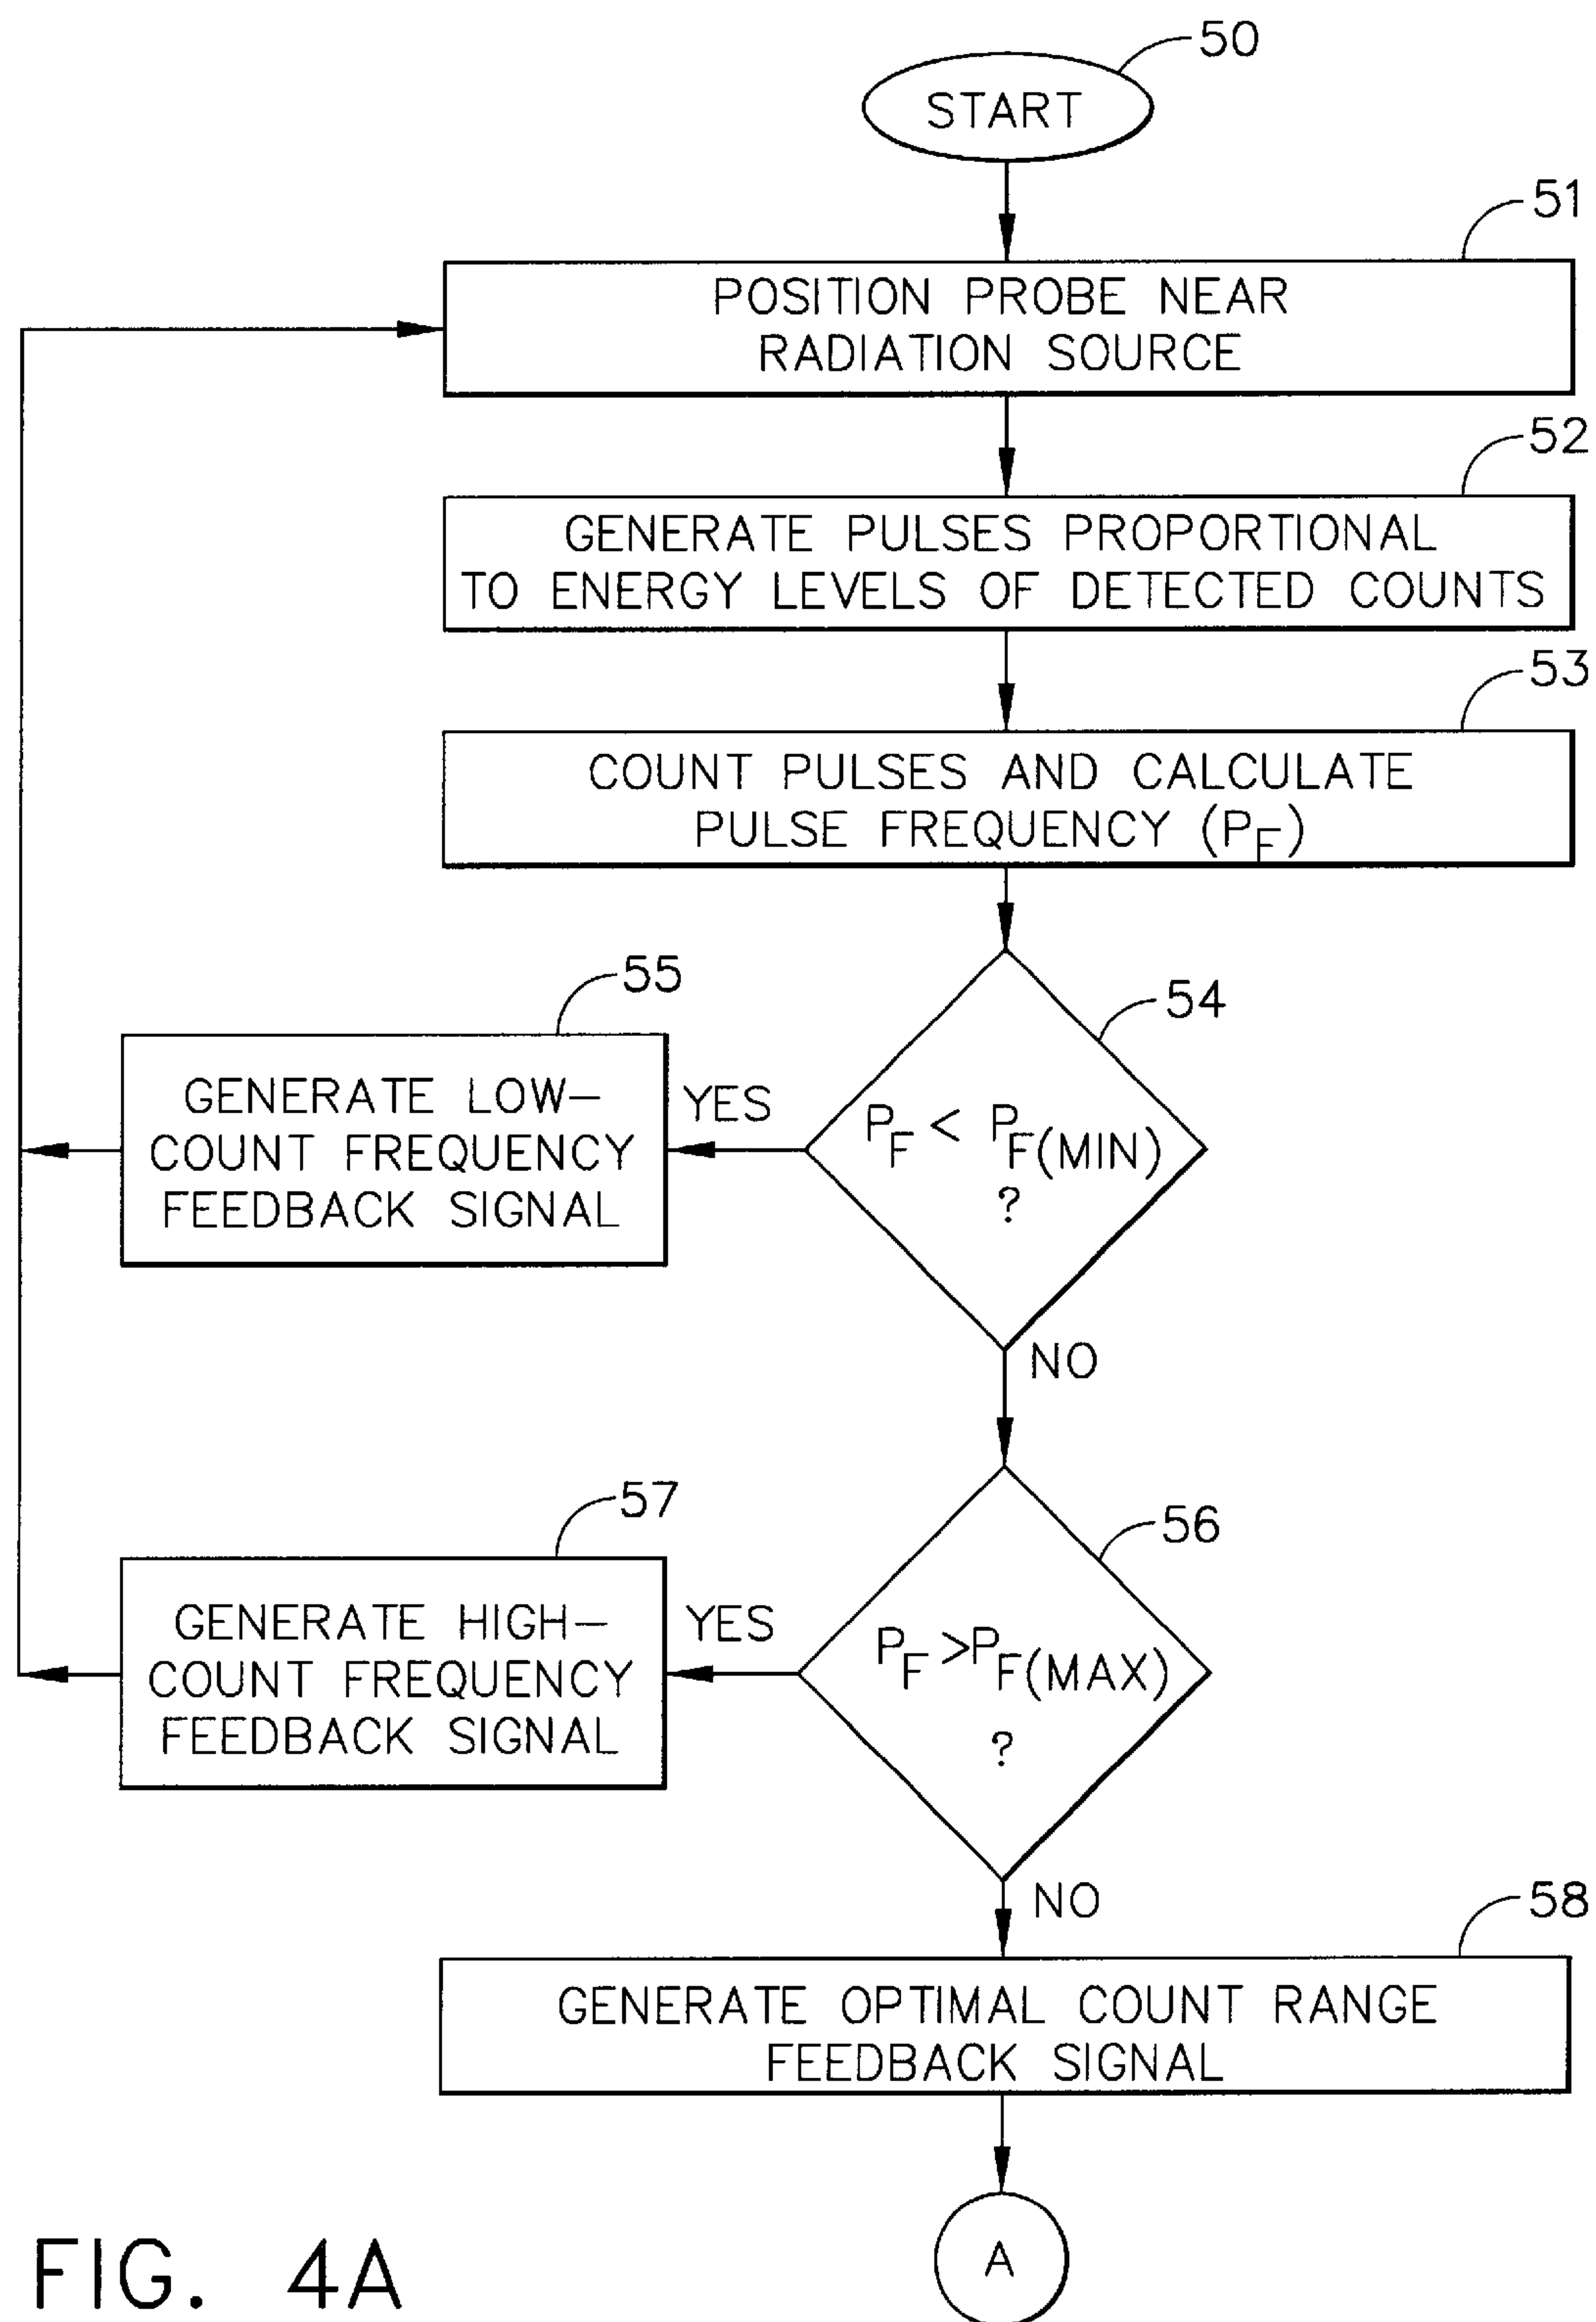 50
START
51
POSITION PROBE NEAR
RADIATION SOURCE
52
GENERATE PULSES PROPORTIONAL
TO ENERGY LEVELS OF DETECTED COUNTS
53
COUNT PULSES AND CALCULATE
PULSE FREQUENCY (PF)
54
PF < PF(MIN)
?
YES
55
GENERATE LOW-
COUNT FREQUENCY
FEEDBACK SIGNAL
NO
56
PF >PF(MAX)
?
YES
57
GENERATE HIGH-
COUNT FREQUENCY
FEEDBACK SIGNAL
NO
58
GENERATE OPTIMAL COUNT RANGE
FEEDBACK SIGNAL
A
FIG. 4A